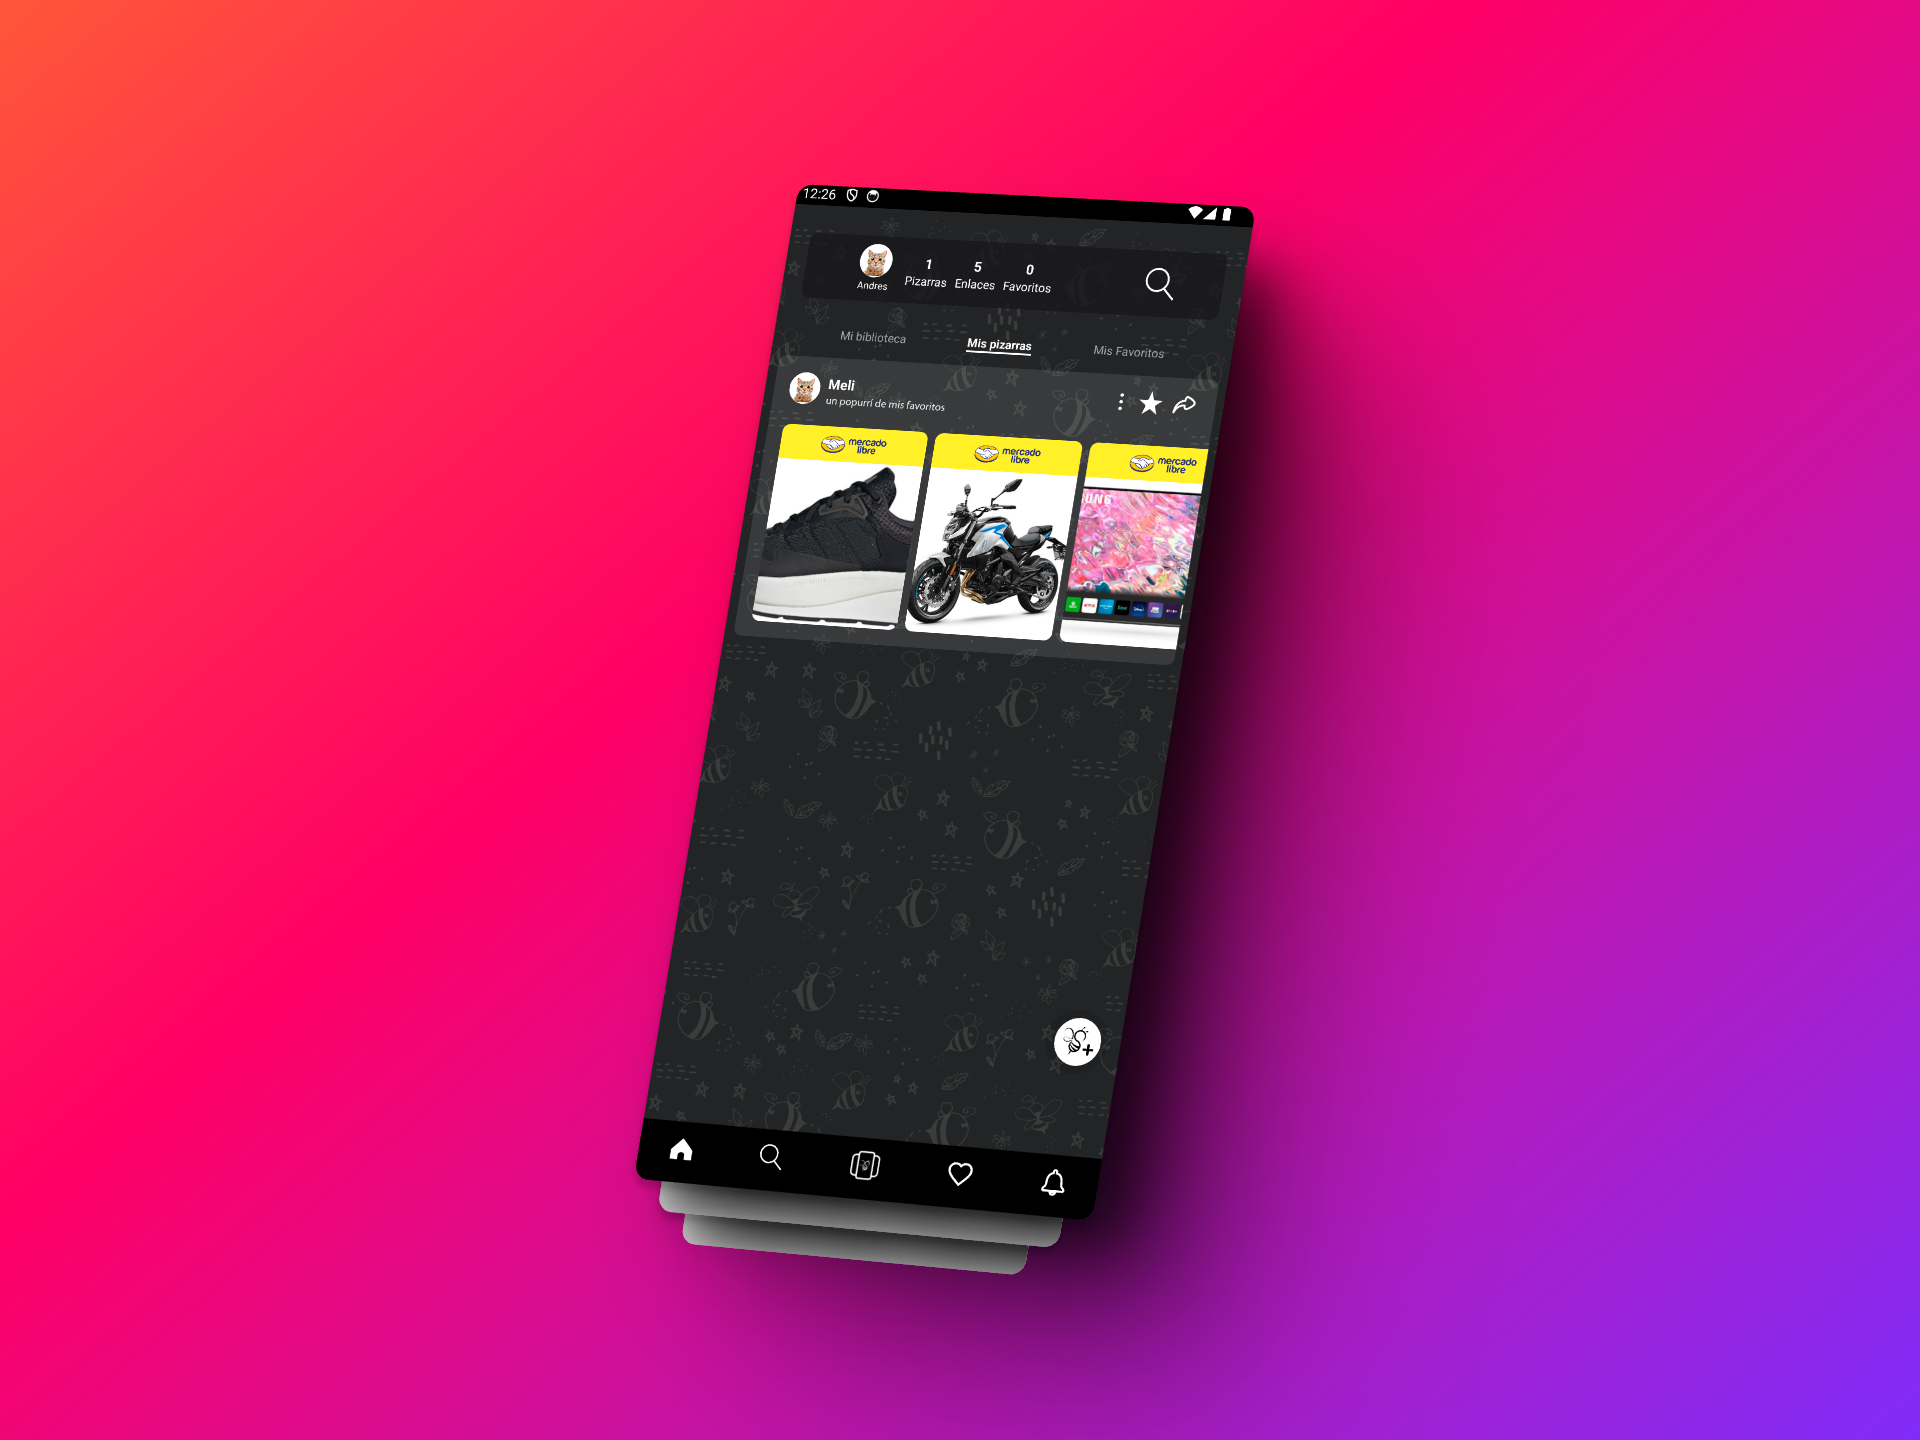 12:26
1 5 0
Andres Pizarras Enlaces Favoritos
Mi biblioteca Mis pizarras Mis Favoritos
Meli
un popurrí de mis favoritos
mercado libre
mercado libre
mercado libre
UNG